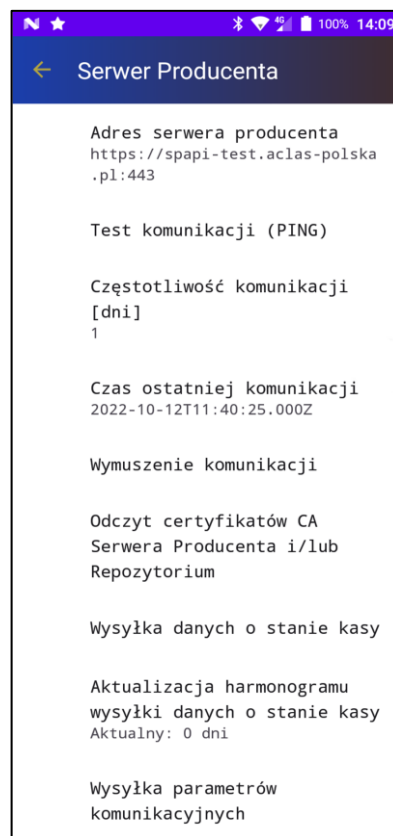 4G 100% 14:09
Serwer Producenta
Adres serwera producenta
https://spapi-test.aclas-polska
.pl:443
Test komunikacji (PING)
Częstotliwość komunikacji
[dni]
1
Czas ostatniej komunikacji
2022-10-12T11:40:25.000Z
Wymuszenie komunikacji
Odczyt certyfikatów CA
Serwera Producenta i/lub
Repozytorium
Wysyłka danych o stanie kasy
Aktualizacja harmonogramu
wysyłki danych o stanie kasy
Aktualny: 0 dni
Wysyłka parametrów
komunikacyjnych